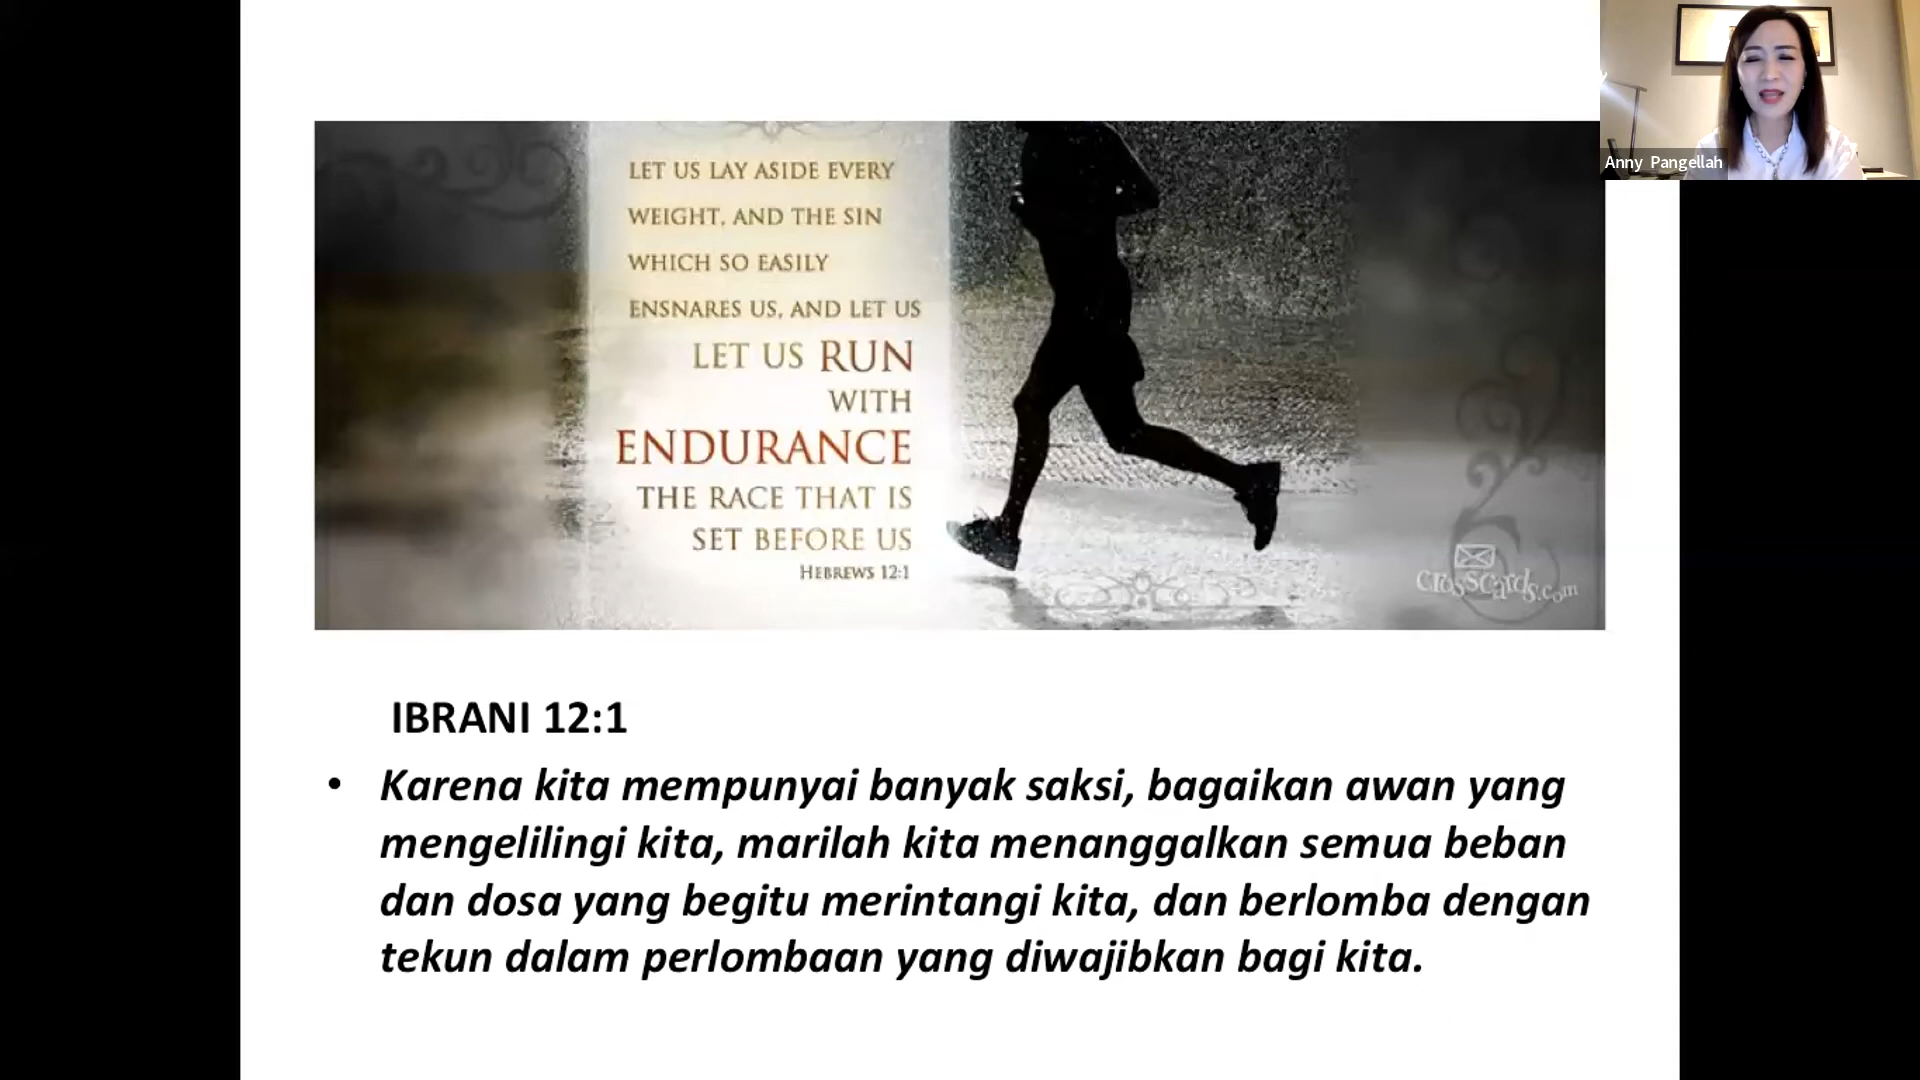 Anny Pangellah
LET US LAY ASIDE EVERY
WEIGHT, AND THE SIN
WHICH SO EASILY
ENSNARES US, AND LET US
LET US RUN
WITH
ENDURANCE
THE RACE THAT IS
SET BEFORE US
HEBREWS 12:1
crosscards.com
IBRANI 12:1
• Karena kita mempunyai banyak saksi, bagaikan awan yang
mengelilingi kita, marilah kita menanggalkan semua beban
dan dosa yang begitu merintangi kita, dan berlomba dengan
tekun dalam perlombaan yang diwajibkan bagi kita.